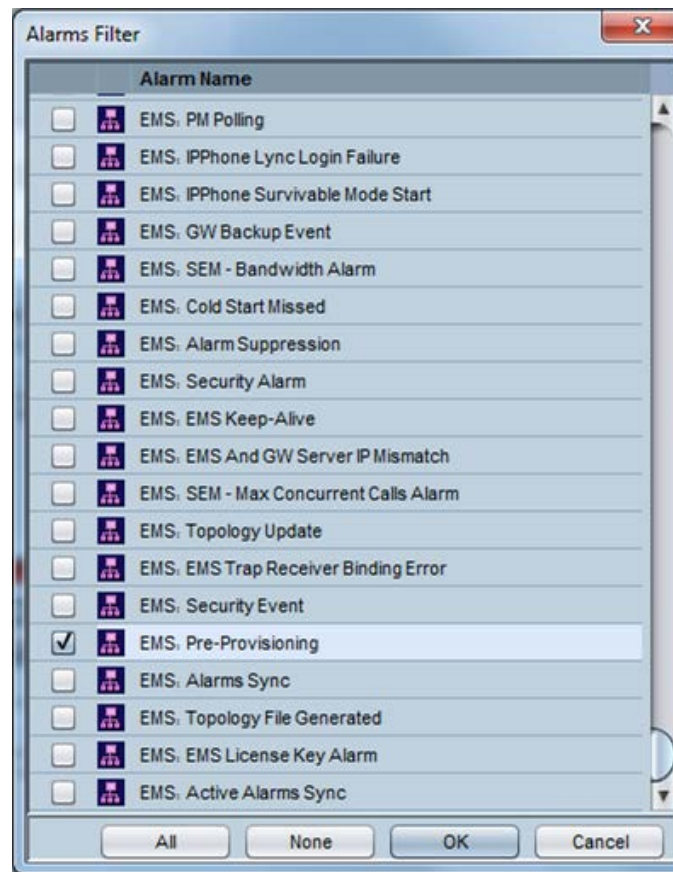 Alarms Filter
Alarm Name
EMS: PM Polling
EMS: IPPhone Lync Login Failure
EMS: IPPhone Survivable Mode Start
EMS: GW Backup Event
EMS: SEM - Bandwidth Alarm
EMS: Cold Start Missed
EMS: Alarm Suppression
EMS: Security Alarm
EMS: EMS Keep-Alive
EMS: EMS And GW Server IP Mismatch
EMS: SEM - Max Concurrent Calls Alarm
EMS: Topology Update
EMS: EMS Trap Receiver Binding Error
EMS: Security Event
EMS: Pre-Provisioning
EMS: Alarms Sync
EMS: Topology File Generated
EMS: EMS License Key Alarm
EMS: Active Alarms Sync
All None OK Cancel